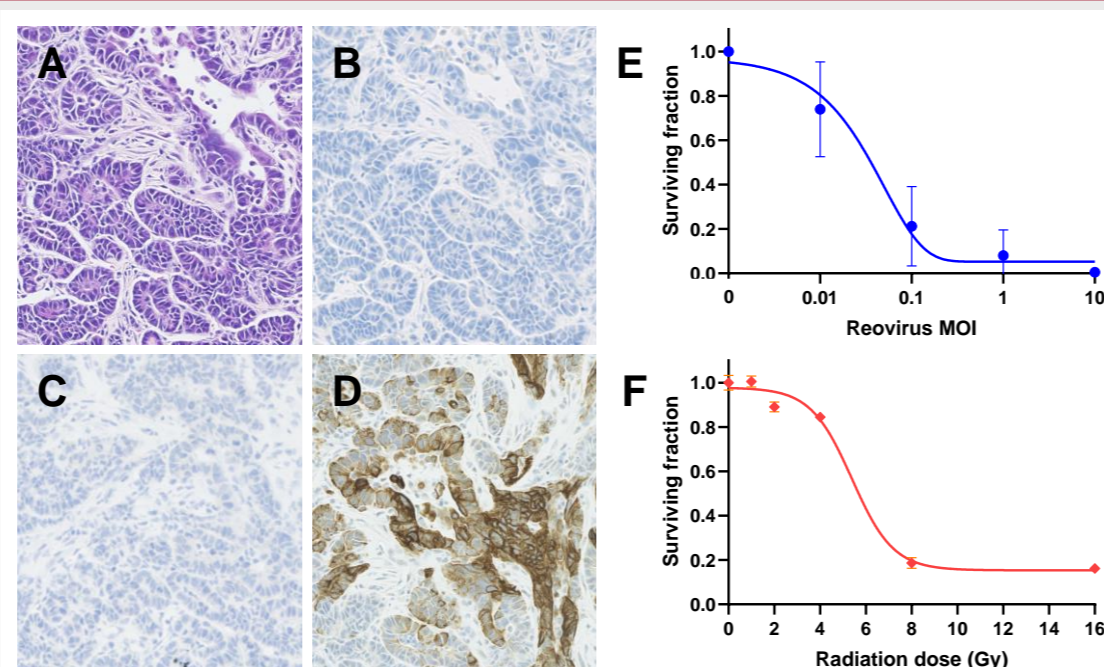 A
B
C
D
E
Surviving fraction
1.0
0.8
0.6
0.4
0.2
0.0
0 0.01 0.1 1 10
Reovirus MOI
F
Surviving fraction
1.0
0.8
0.6
0.4
0.2
0.0
0 2 4 6 8 10 12 14 16
Radiation dose (Gy)